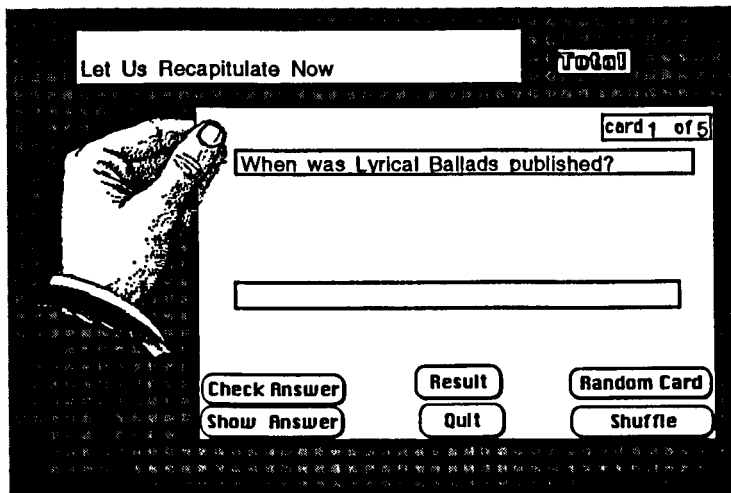 Let Us Recapitulate Now
Total
card 1 of 5
When was Lyrical Ballads published?
Check Answer
Result
Random Card
Show Answer
Quit
Shuffle